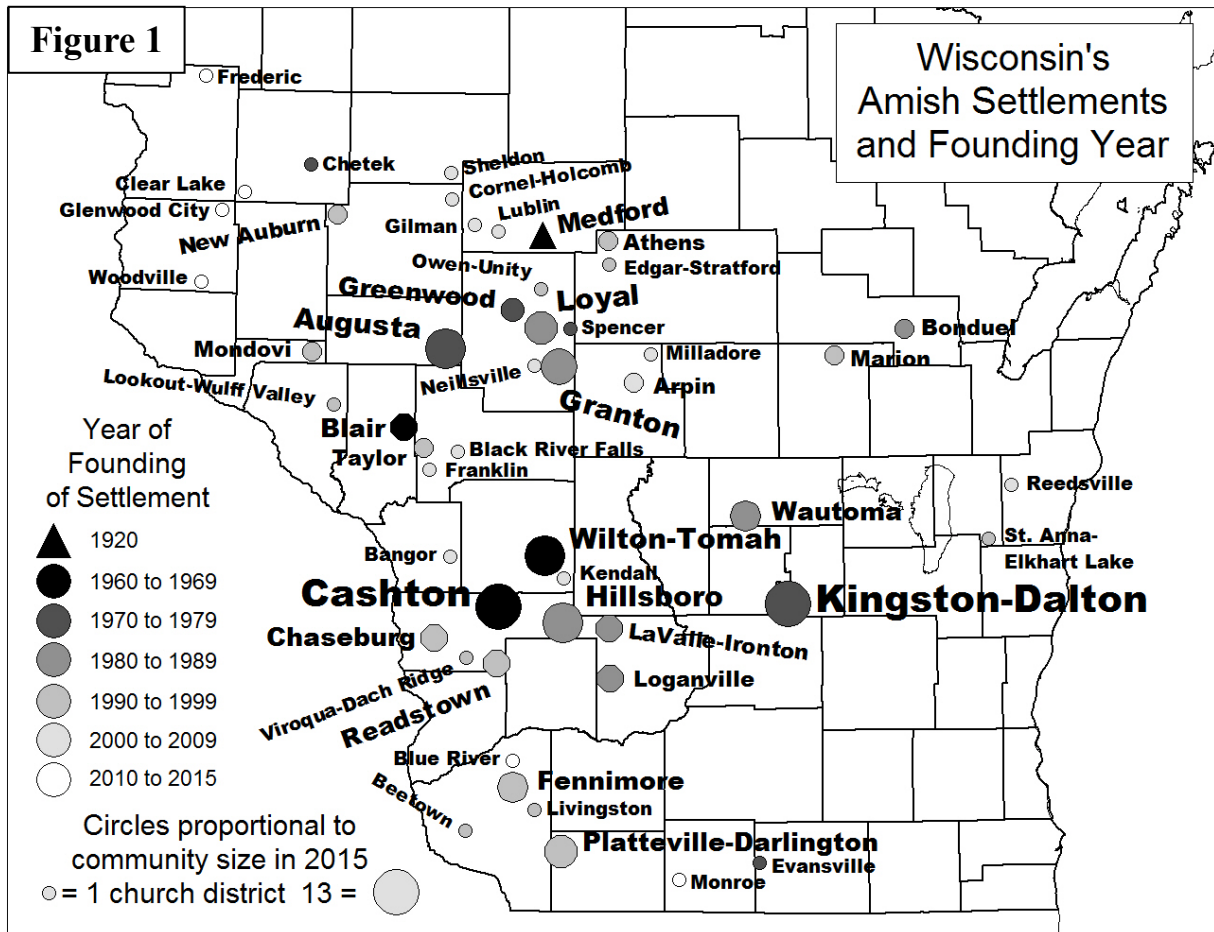 Figure 1
Wisconsin's
Amish Settlements
and Founding Year
Frederic
Chetek
Sheldon
Cornel-Holcomb
Clear Lake
Lublin
Glenwood City
Gilman
Medford
New Auburn
Athens
Owen-Unity
Edgar-Stratford
Woodville
Greenwood
Loyal
Augusta
Spencer
Bonduel
Mondovi
Milladore
Marion
Neillsville
Lookout-Wulff Valley
Arpin
Granton
Blair
Taylor
Black River Falls
Franklin
Reedsville
Wautoma
Wilton-Tomah
St. Anna-
Elkhart Lake
Bangor
Kendall
Cashton
Hillsboro
Kingston-Dalton
Chaseburg
LaValle-Ironton
Viroqua-Dach Ridge
Loganville
Readstown
Blue River
Fennimore
Beetown
Livingston
Platteville-Darlington
Evansville
Monroe
Year of
Founding
of Settlement
1920
1960 to 1969
1970 to 1979
1980 to 1989
1990 to 1999
2000 to 2009
2010 to 2015
Circles proportional to
community size in 2015
= 1 church district 13 =